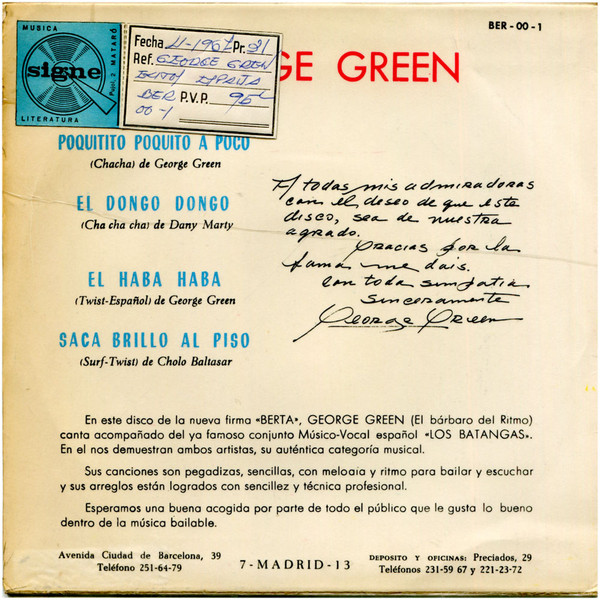 BER - 00 - 1
MUSICA
signe
LITERATURA
Fecha 4-1967 Pr. 91
Ref. GEORGE GREEN
BER P.V.P. 95
00-1
GE GREEN
POQUITITO POQUITO A POCO
(Chacha) de George Green
EL DONGO DONGO
(Cha cha cha) de Dany Marty
EL HABA HABA
(Twist-Español) de George Green
SACA BRILLO AL PISO
(Surf-Twist) de Cholo Baltasar
A todas mis admiradoras
con el deseo de que este
disco, sea de nuestra
agrado.
Gracias por la
fama me dais.
con toda simpatia
sinceramente
George Green
En este disco de la nueva firma «BERTA», GEORGE GREEN (El bárbaro del Ritmo)
canta acompañado del ya famoso conjunto Músico-Vocal español «LOS BATANGAS».
En el nos demuestran ambos artistas, su auténtica categoría musical.
Sus canciones son pegadizas, sencillas, con melodia y ritmo para bailar y escuchar
y sus arreglos están logrados con sencillez y técnica profesional.
Esperamos una buena acogida por parte de todo el público que le gusta lo bueno
dentro de la música bailable.
Avenida Ciudad de Barcelona, 39
Teléfono 251-64-79
7 - MADRID - 13
DEPOSITO Y OFICINAS: Preciados, 29
Teléfonos 231-59 67 y 221-23-72